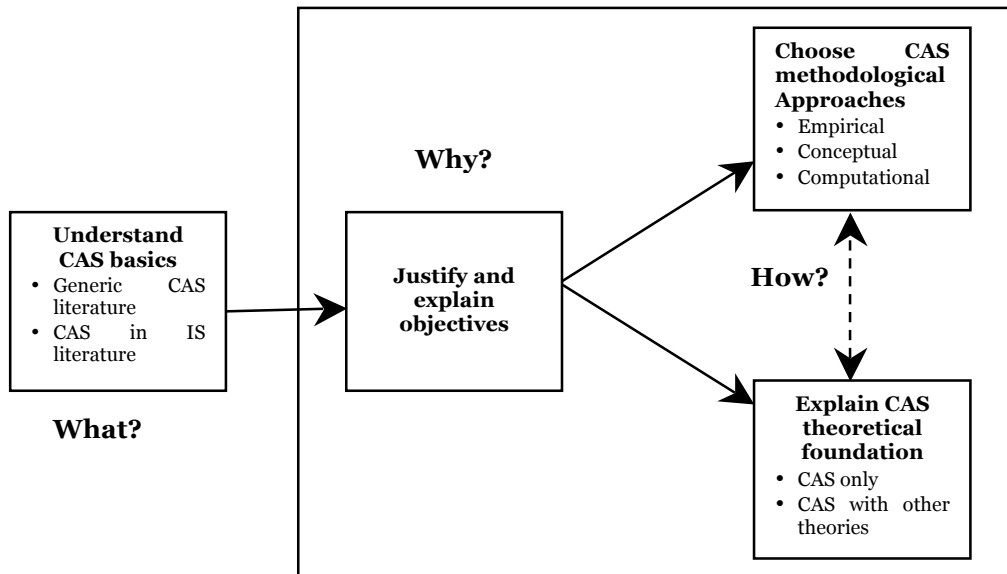 Understand
CAS basics
• Generic CAS
literature
• CAS in IS
literature
What?
Why?
Justify and
explain
objectives
Choose CAS
methodological
Approaches
• Empirical
• Conceptual
• Computational
How?
Explain CAS
theoretical
foundation
• CAS only
• CAS with other
theories